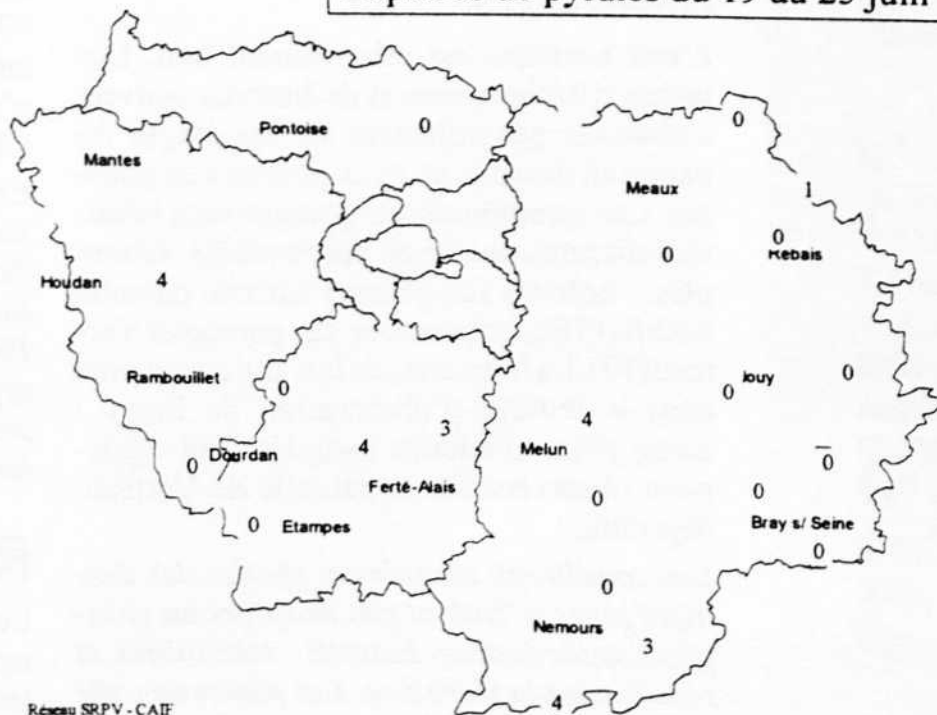 de pyrales du 19 au 25 juin
Pontoise 0
0
Mantes
Meaux
1
0
Rebais
0
Houdan 4
Rambouillet
0
0
Jouy
0
3
4
4
Melun
Dourdan
0
0
Ferté-Alais
0
0
0
Etampes
Bray s/ Seine
0
0
Nemours
3
4
Réseau SRPV - CAIF